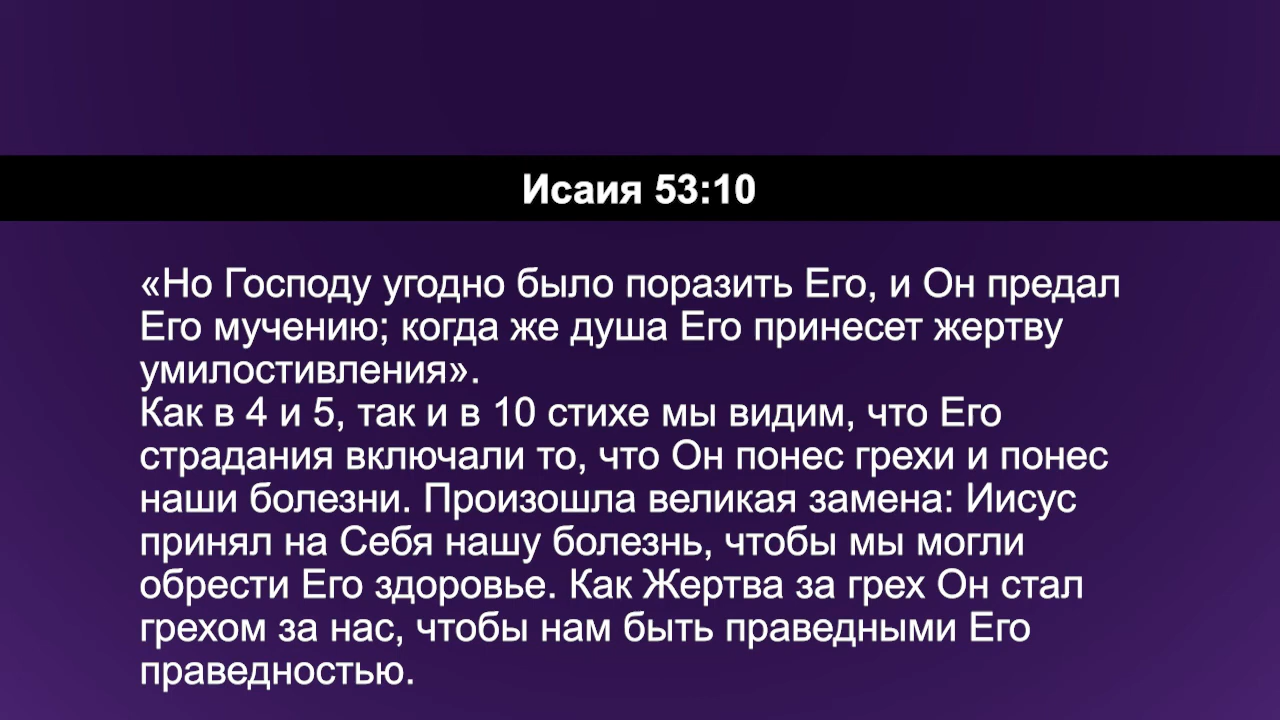 Исаия 53:10
«Но Господу угодно было поразить Его, и Он предал
Его мучению; когда же душа Его принесет жертву
умилостивления».
Как в 4 и 5, так и в 10 стихе мы видим, что Его
страдания включали то, что Он понес грехи и понес
наши болезни. Произошла великая замена: Иисус
принял на Себя нашу болезнь, чтобы мы могли
обрести Его здоровье. Как Жертва за грех Он стал
грехом за нас, чтобы нам быть праведными Его
праведностью.